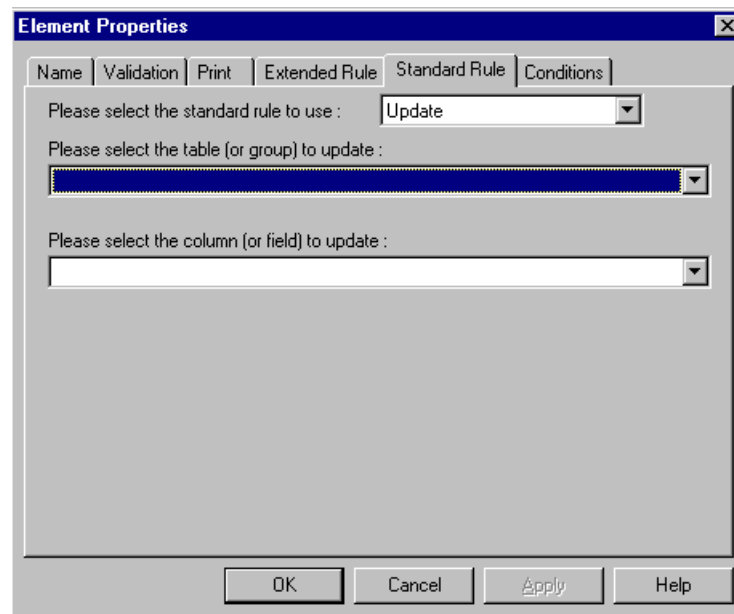 Element Properties
Name Validation Print Extended Rule Standard Rule Conditions
Please select the standard rule to use : Update
Please select the table (or group) to update :
Please select the column (or field) to update :
OK Cancel Apply Help